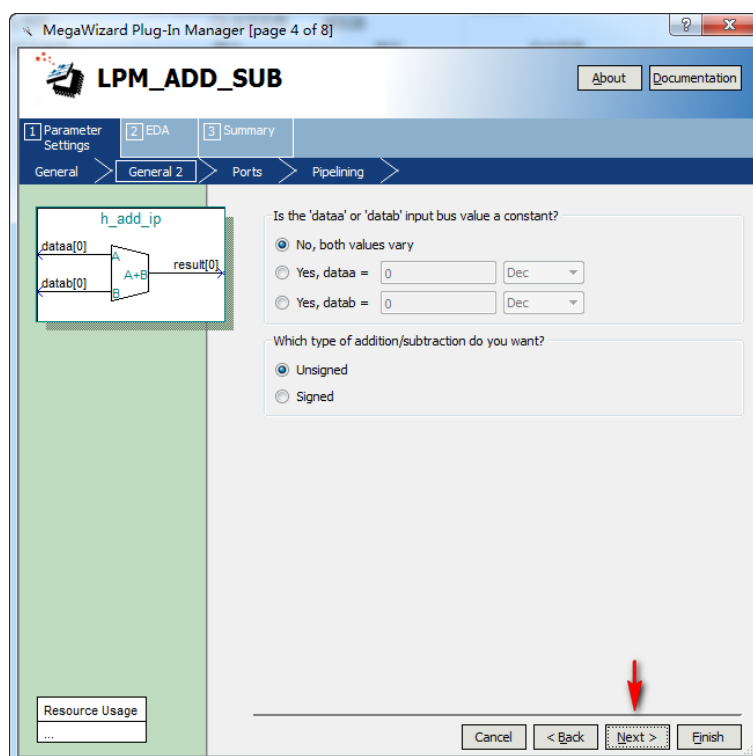 MegaWizard Plug-In Manager [page 4 of 8]
LPM_ADD_SUB
About
Documentation
1 Parameter Settings
2 EDA
3 Summary
General
General 2
Ports
Pipelining
h_add_ip
dataa[0]
A
A+B
result[0]
datab[0]
B
Is the 'dataa' or 'datab' input bus value a constant?
No, both values vary
Yes, dataa = 0 Dec
Yes, datab = 0 Dec
Which type of addition/subtraction do you want?
Unsigned
Signed
Resource Usage
...
Cancel
< Back
Next >
Finish